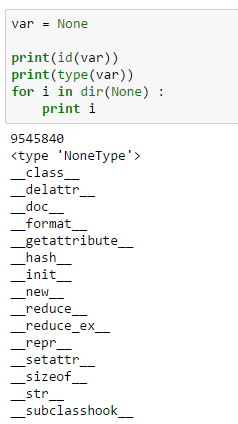 var = None
print(id(var))
print(type(var))
for i in dir(None) :
    print i
9545840
<type 'NoneType'>
__class__
__delattr__
__doc__
__format__
__getattribute__
__hash__
__init__
__new__
__reduce__
__reduce_ex__
__repr__
__setattr__
__sizeof__
__str__
__subclasshook__